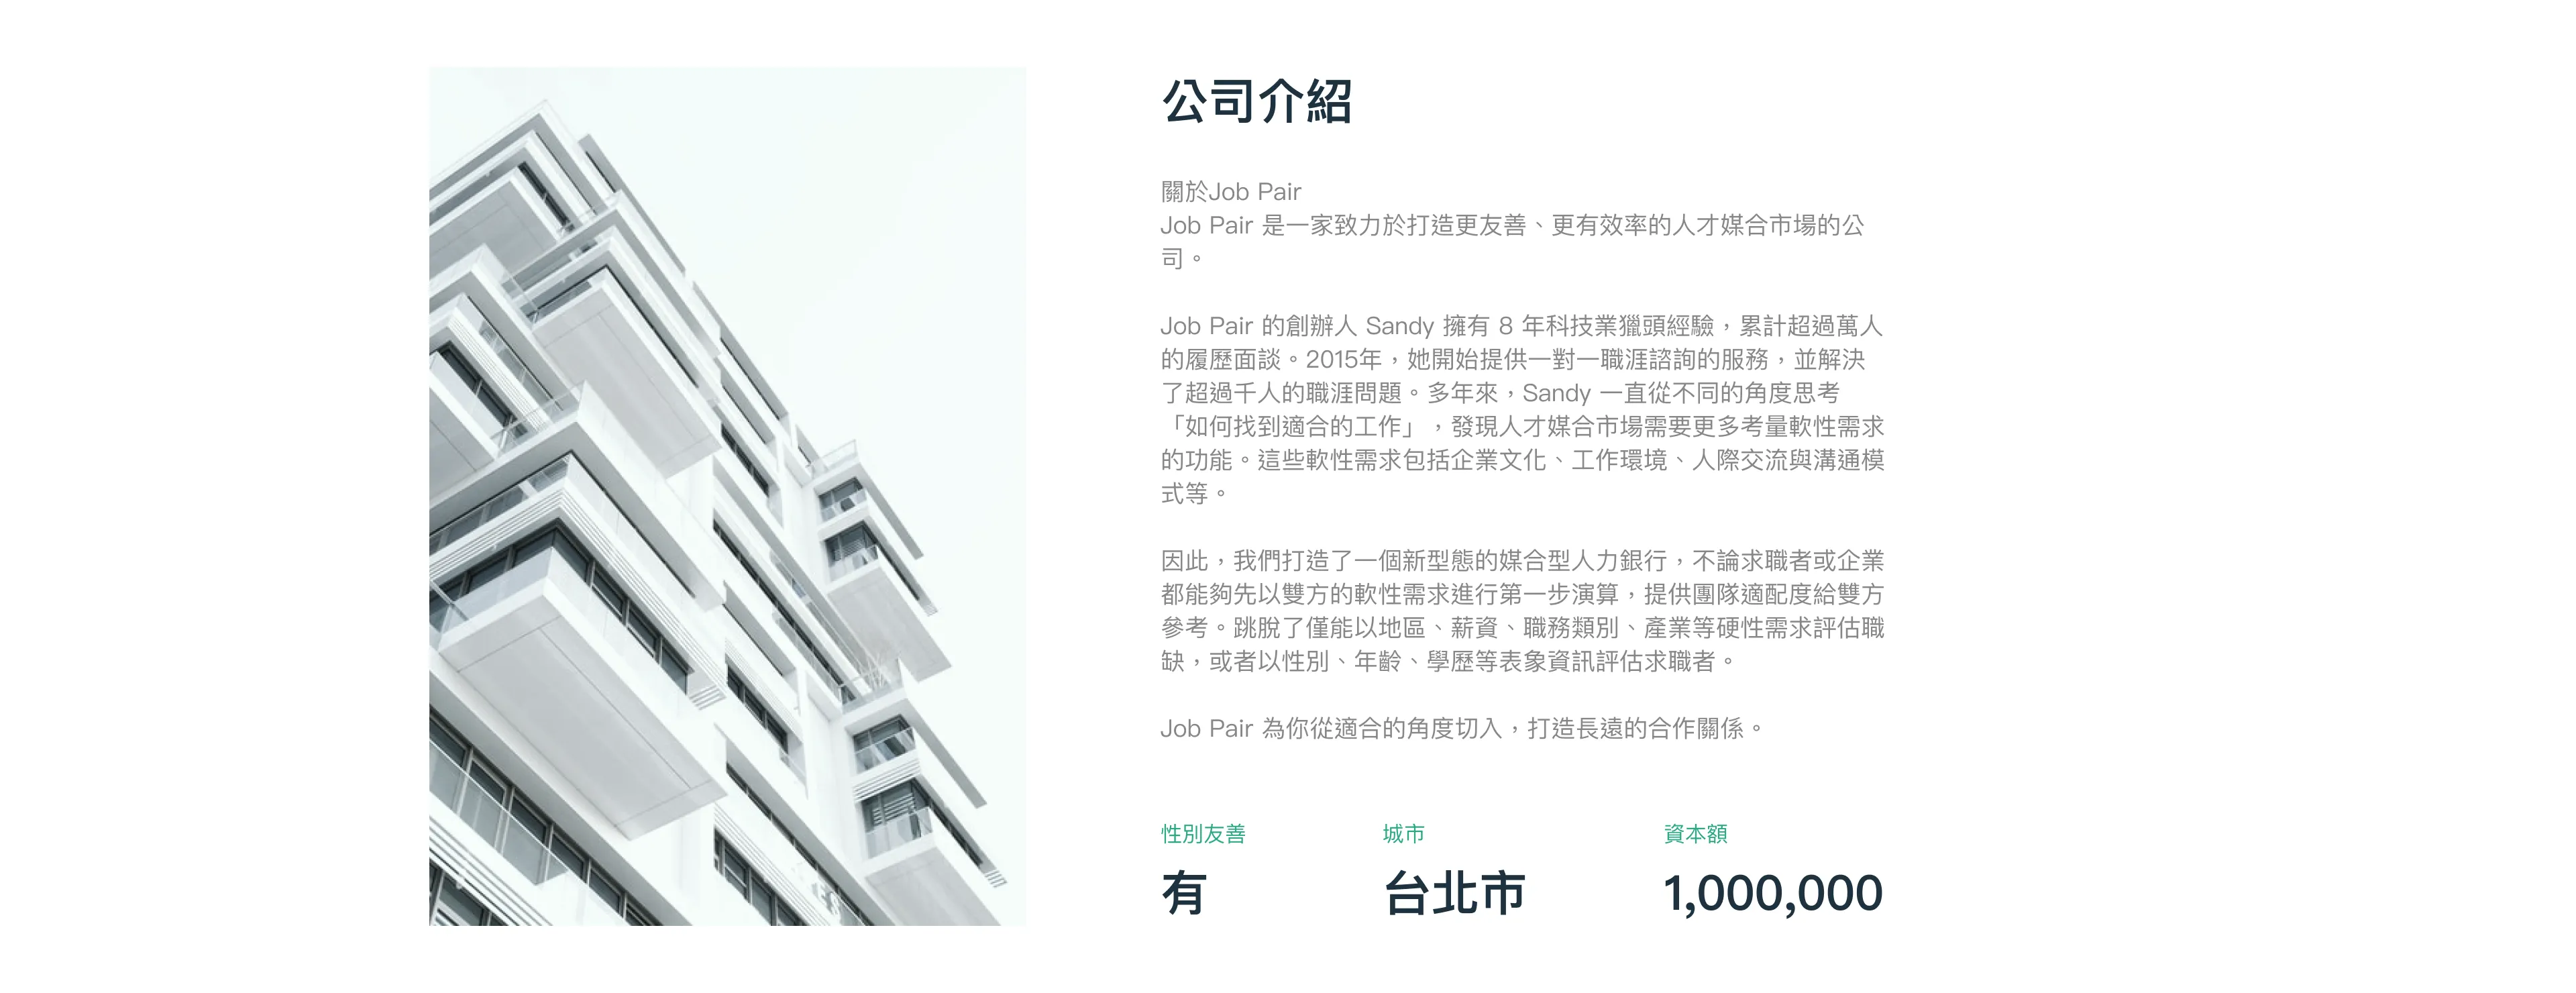 公司介紹
關於Job Pair
Job Pair 是一家致力於打造更友善、更有效率的人才媒合市場的公
司。
Job Pair 的創辦人 Sandy 擁有 8 年科技業獵頭經驗，累計超過萬人
的履歷面談。2015年，她開始提供一對一職涯諮詢的服務，並解決
了超過千人的職涯問題。多年來，Sandy 一直從不同的角度思考
「如何找到適合的工作」，發現人才媒合市場需要更多考量軟性需求
的功能。這些軟性需求包括企業文化、工作環境、人際交流與溝通模
式等。
因此，我們打造了一個新型態的媒合型人力銀行，不論求職者或企業
都能夠先以雙方的軟性需求進行第一步演算，提供團隊適配度給雙方
參考。跳脫了僅能以地區、薪資、職務類別、產業等硬性需求評估職
缺，或者以性別、年齡、學歷等表象資訊評估求職者。
Job Pair 為你從適合的角度切入，打造長遠的合作關係。
性別友善 城市 資本額
有 台北市 1,000,000